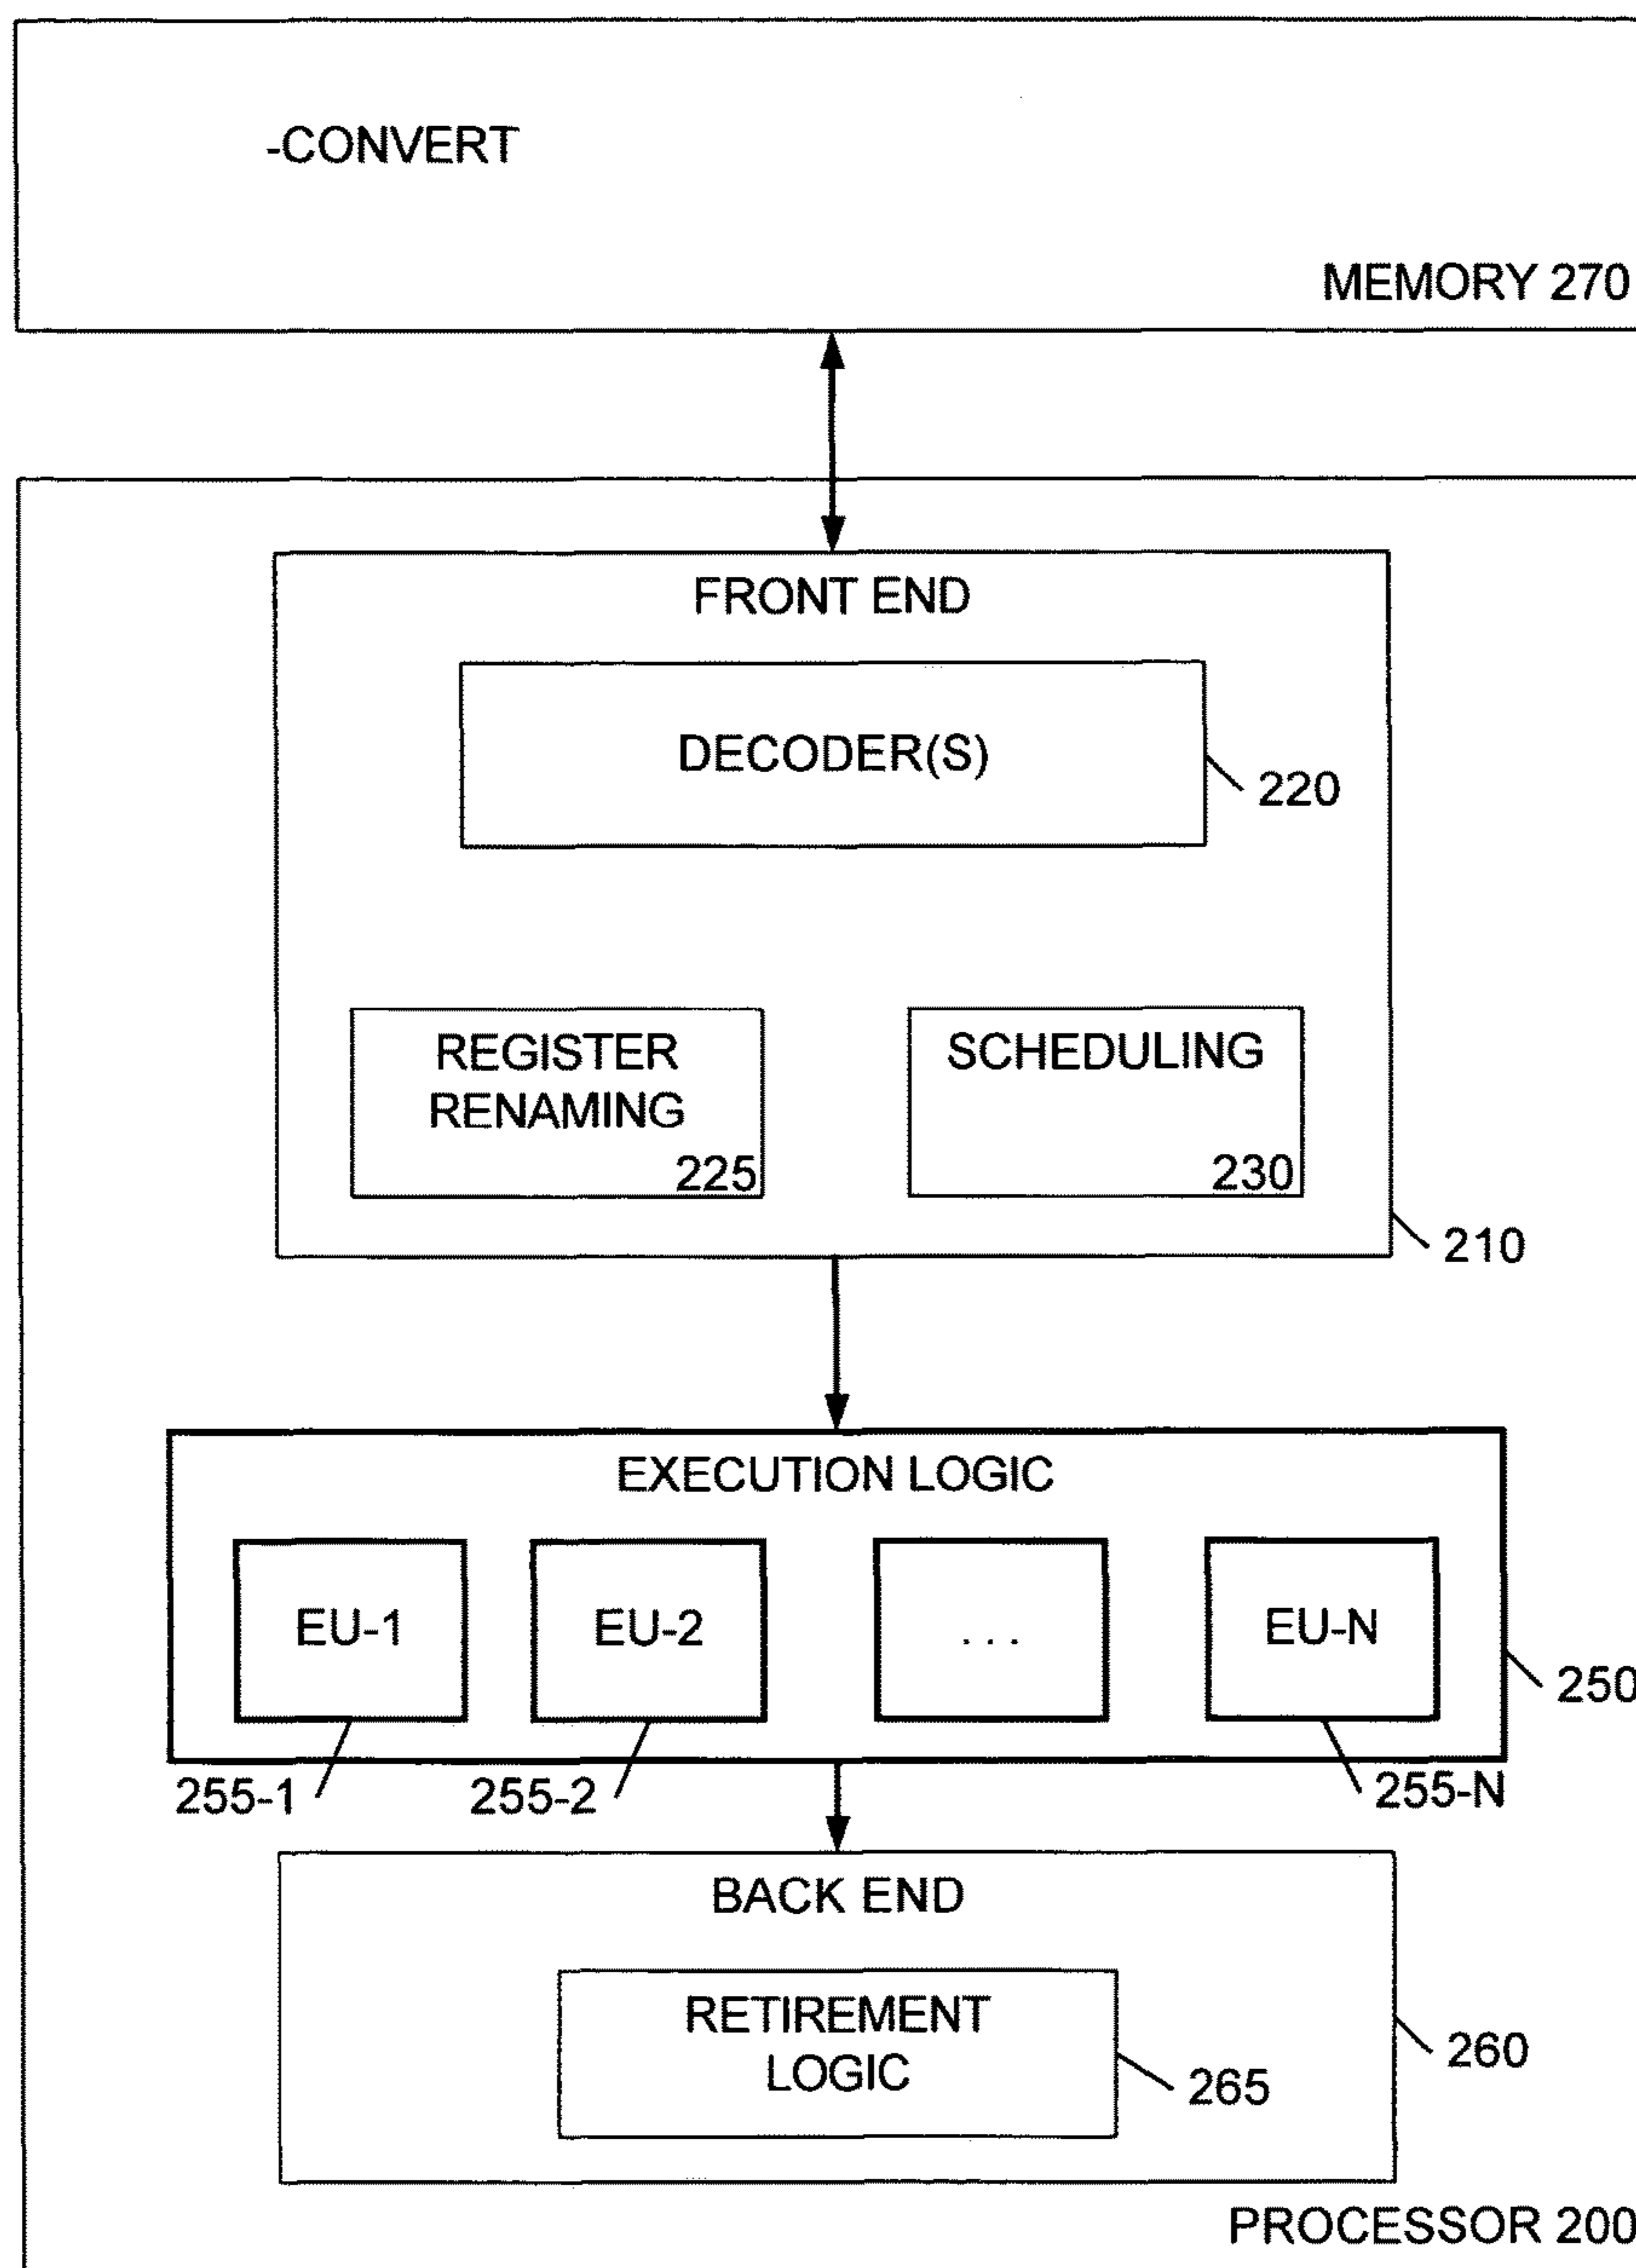 -CONVERT
MEMORY 270
FRONT END
DECODER(S)
220
REGISTER
RENAMING
225
SCHEDULING
230
210
EXECUTION LOGIC
EU-1
EU-2
. . .
EU-N
250
255-1
255-2
255-N
BACK END
RETIREMENT
LOGIC
265
260
PROCESSOR 200